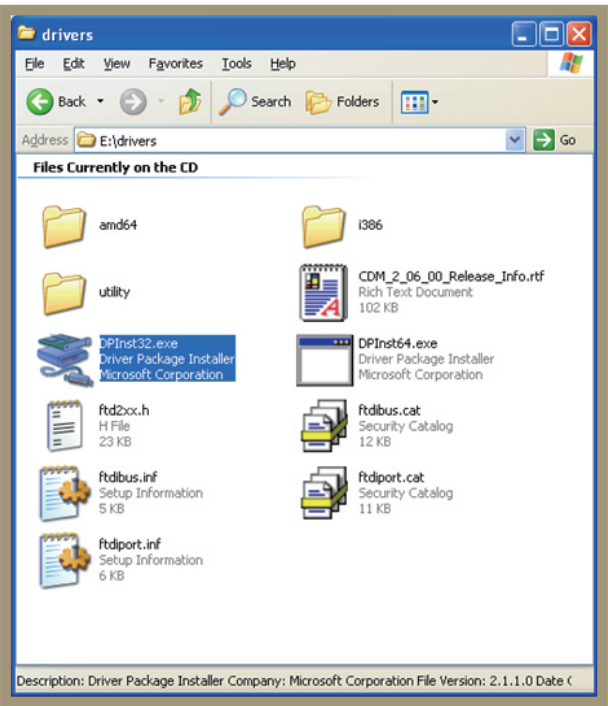 drivers
File Edit View Favorites Tools Help
Back Search Folders
Address E:\drivers Go
Files Currently on the CD
amd64
i386
utility
CDM_2_06_00_Release_Info.rtf
Rich Text Document
102 KB
DPInst32.exe
Driver Package Installer
Microsoft Corporation
DPInst64.exe
Driver Package Installer
Microsoft Corporation
ftd2xx.h
H File
23 KB
ftdibus.cat
Security Catalog
12 KB
ftdibus.inf
Setup Information
5 KB
ftdiport.cat
Security Catalog
11 KB
ftdiport.inf
Setup Information
6 KB
Description: Driver Package Installer Company: Microsoft Corporation File Version: 2.1.1.0 Date (